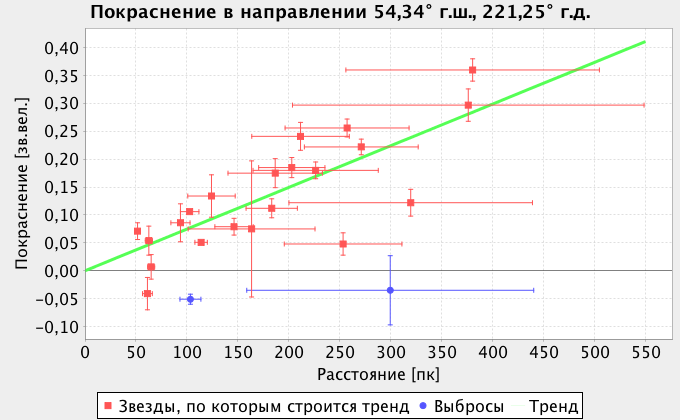 Покраснение в направлении 54,34° г.ш., 221,25° г.д.
Покраснение [зв.вел.]
0,40
0,35
0,30
0,25
0,20
0,15
0,10
0,05
0,00
-0,05
-0,10
0 50 100 150 200 250 300 350 400 450 500 550
Расстояние [пк]
Звезды, по которым строится тренд Выбросы Тренд